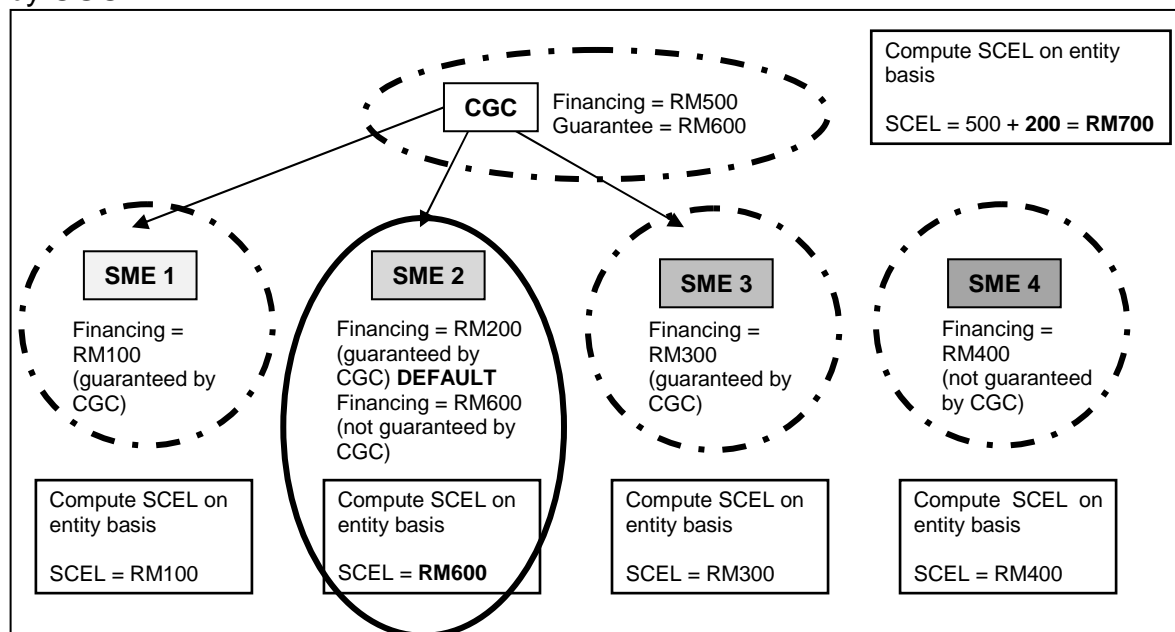 Compute SCEL on entity
basis
SCEL = 500 + 200 = RM700
CGC
Financing = RM500
Guarantee = RM600
SME 1
Financing =
RM100
(guaranteed by
CGC)
SME 2
Financing = RM200
(guaranteed by
CGC) DEFAULT
Financing = RM600
(not guaranteed by
CGC)
SME 3
Financing =
RM300
(guaranteed by
CGC)
SME 4
Financing =
RM400
(not guaranteed
by CGC)
Compute SCEL on
entity basis
SCEL = RM100
Compute SCEL on
entity basis
SCEL = RM600
Compute SCEL on
entity basis
SCEL = RM300
Compute SCEL on
entity basis
SCEL = RM400